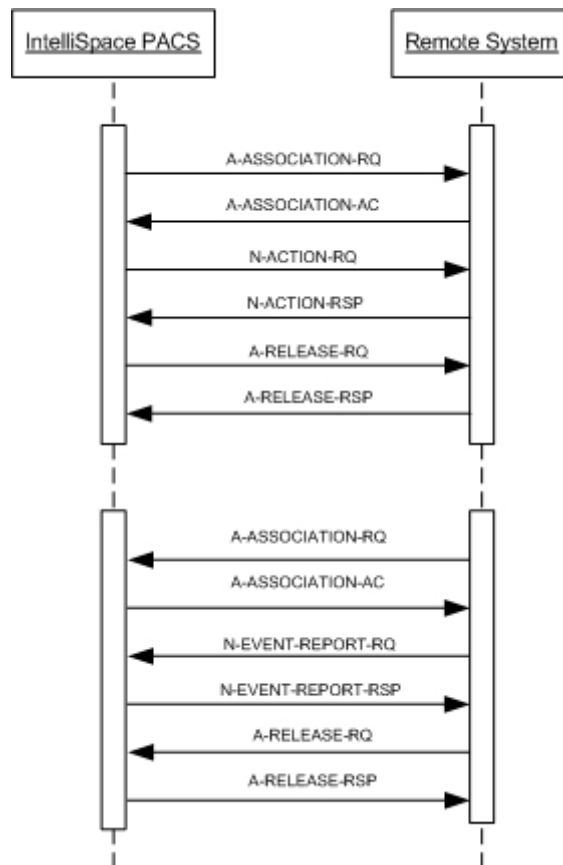 IntelliSpace PACS
Remote System
A-ASSOCIATION-RQ
A-ASSOCIATION-AC
N-ACTION-RQ
N-ACTION-RSP
A-RELEASE-RQ
A-RELEASE-RSP
A-ASSOCIATION-RQ
A-ASSOCIATION-AC
N-EVENT-REPORT-RQ
N-EVENT-REPORT-RSP
A-RELEASE-RQ
A-RELEASE-RSP